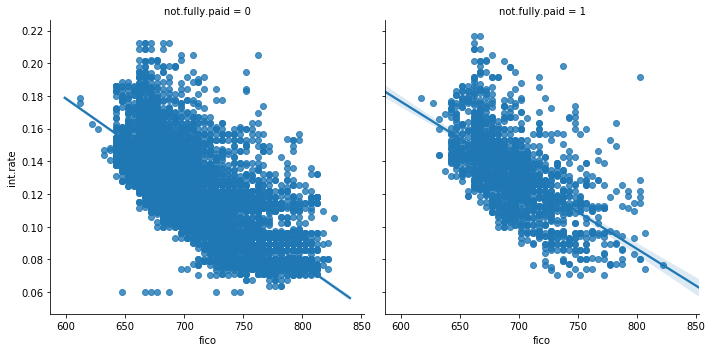 not.fully.paid = 0
not.fully.paid = 1
0.22
0.20
0.18
0.16
0.14
0.12
0.10
0.08
0.06
int.rate
600 650 700 750 800 850
600 650 700 750 800 850
fico
fico